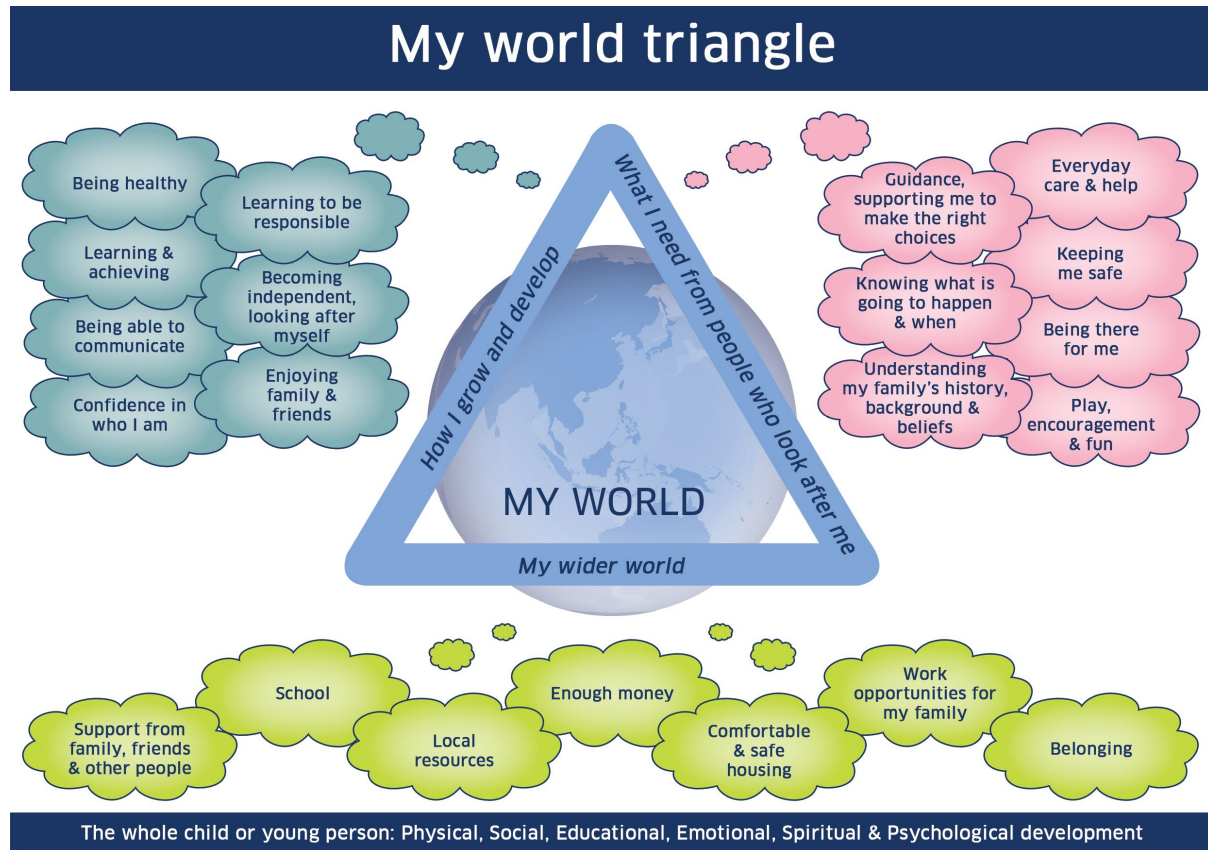 My world triangle
Being healthy
Learning &
achieving
Being able to
communicate
Confidence in
who I am
Learning to be
responsible
Becoming
independent,
looking after
myself
Enjoying
family &
friends
How I grow and develop
What I need from people who look after me
My wider world
MY WORLD
Guidance,
supporting me to
make the right
choices
Knowing what is
going to happen
& when
Understanding
my family's history,
background &
beliefs
Everyday
care & help
Keeping
me safe
Being there
for me
Play,
encouragement
& fun
Support from
family, friends
& other people
School
Local
resources
Enough money
Comfortable
& safe
housing
Work
opportunities for
my family
Belonging
The whole child or young person: Physical, Social, Educational, Emotional, Spiritual & Psychological development